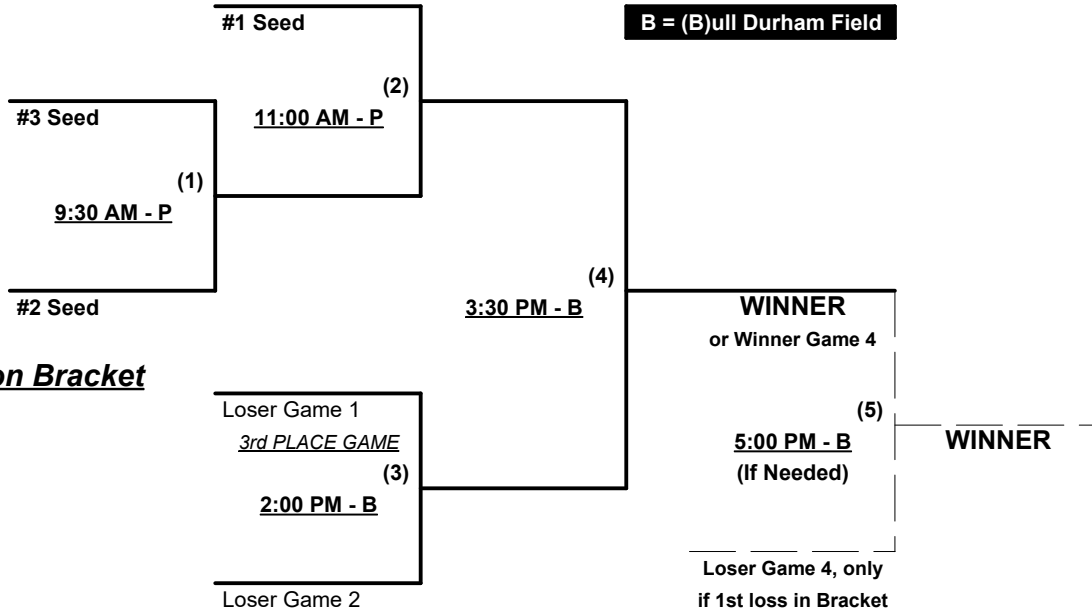 #1 Seed
B = (B)ull Durham Field
(2)
11:00 AM - P
#3 Seed
(1)
9:30 AM - P
#2 Seed
(4)
3:30 PM - B
WINNER
or Winner Game 4
on Bracket
Loser Game 1
3rd PLACE GAME
(3)
2:00 PM - B
Loser Game 2
(5)
5:00 PM - B
(If Needed)
WINNER
Loser Game 4, only
if 1st loss in Bracket